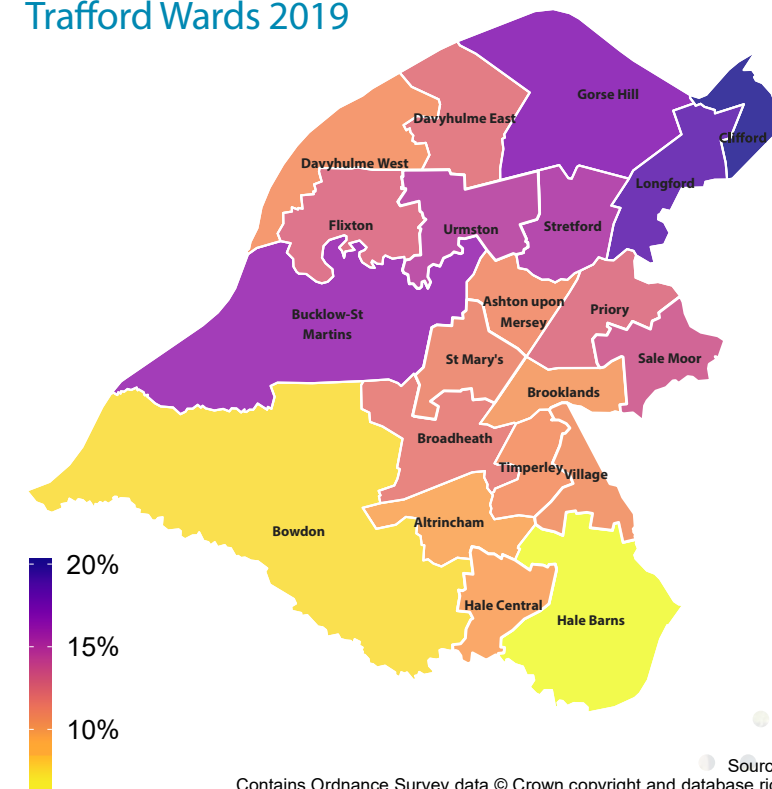 Trafford Wards 2019
Gorse Hill
Davyhulme East
Clifford
Davyhulme West
Longford
Flixton
Urmston
Stretford
Ashton upon
Mersey
Priory
Bucklow-St
Martins
St Mary's
Sale Moor
Brooklands
Broadheath
Timperley
Village
Altrincham
Bowdon
Hale Central
Hale Barns
20%
15%
10%
Sourc
Contains Ordnance Survey data © Crown copyright and database rig